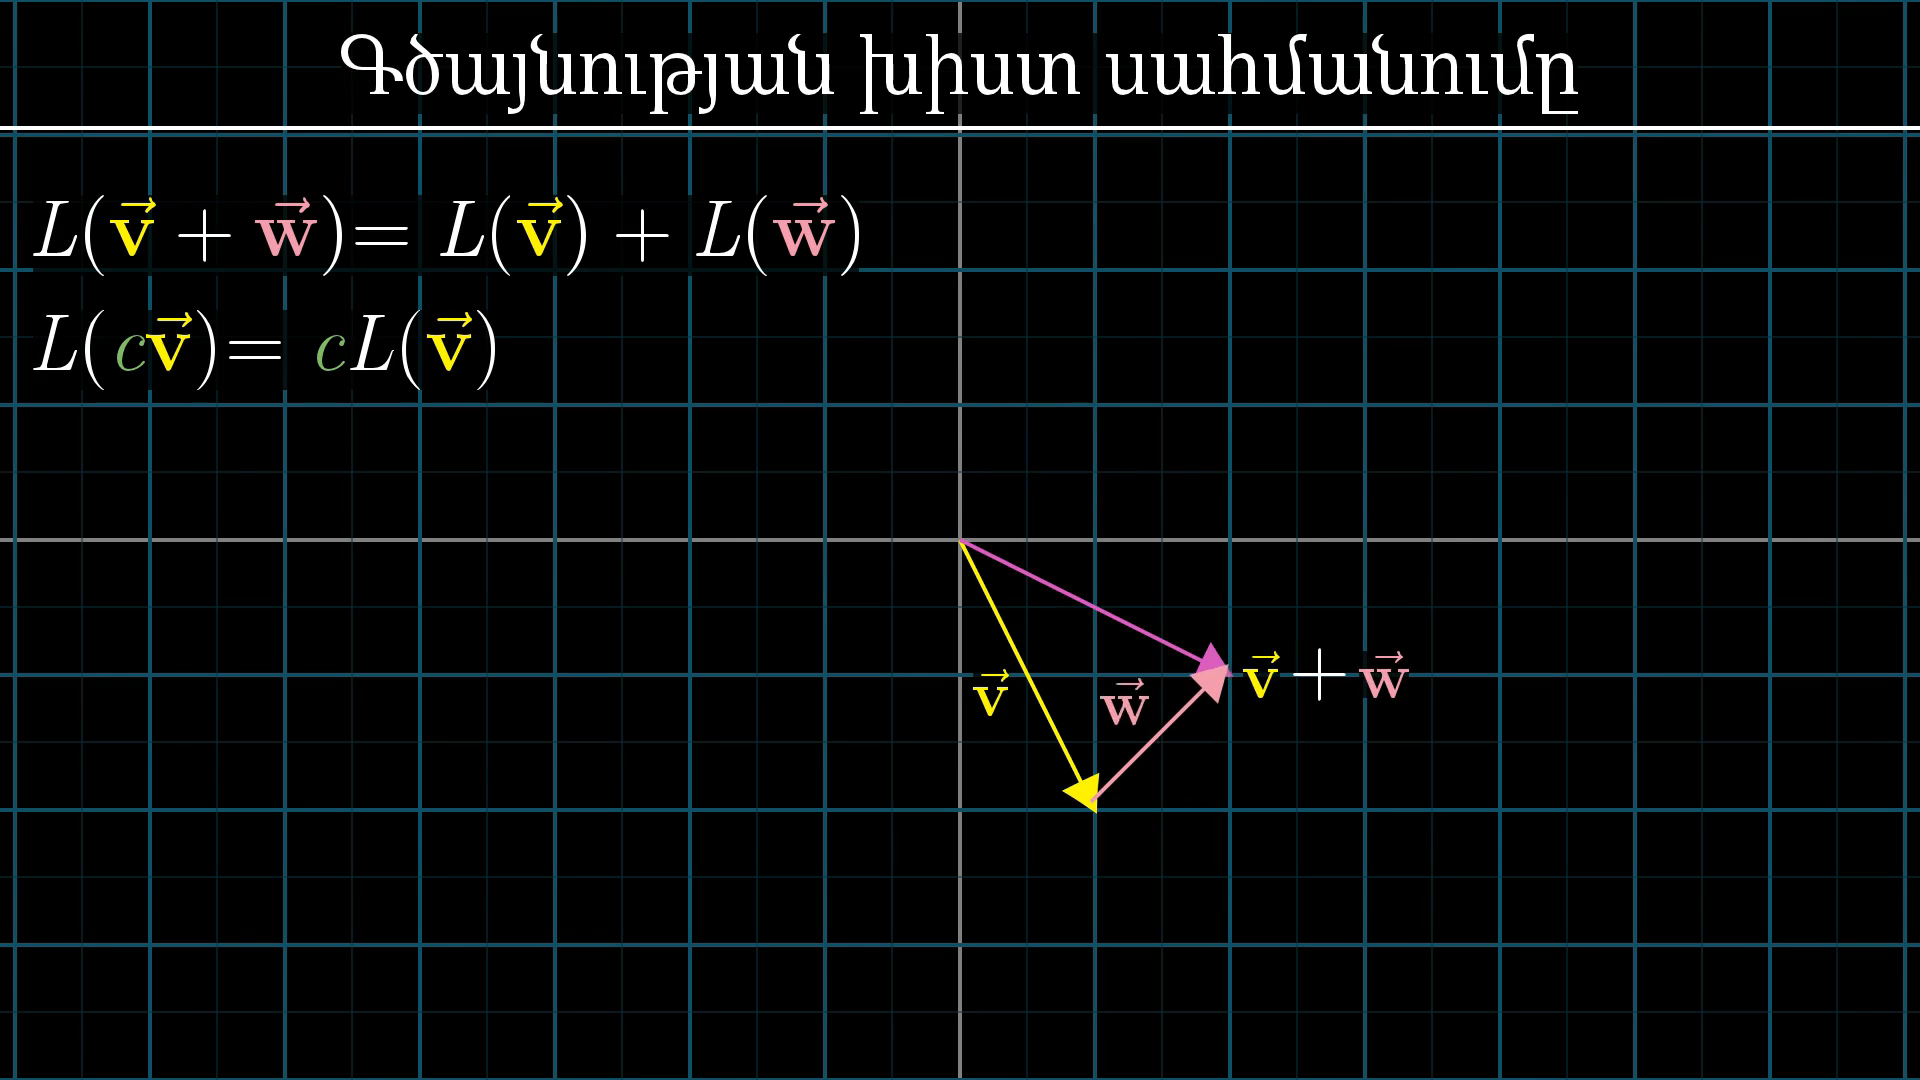 Գծայնության խիստ սահմանումը
L(v⃗ + w⃗) = L(v⃗) + L(w⃗)
L(cv⃗) = cL(v⃗)
v⃗
w⃗
v⃗ + w⃗